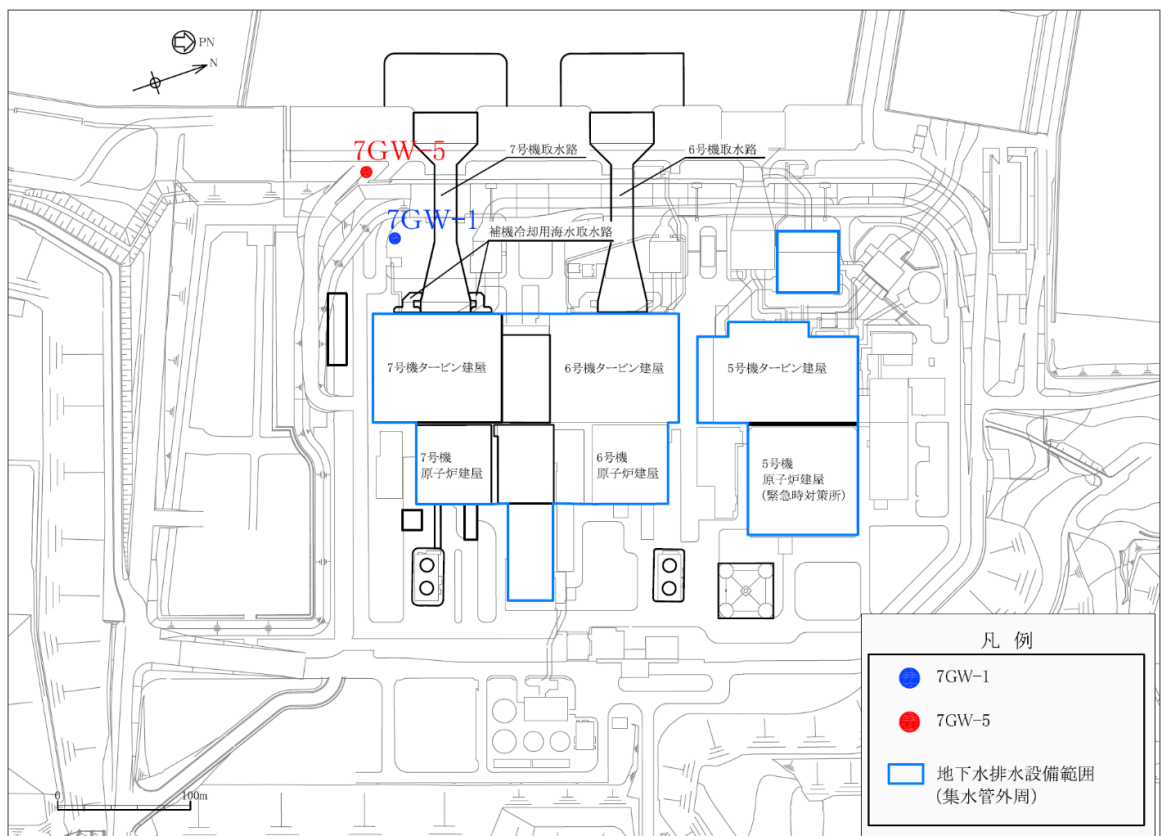 PN
N
7GW-5
7号機取水路
6号機取水路
7GW-1
補機冷却用海水取水路
7号機タービン建屋
6号機タービン建屋
5号機タービン建屋
7号機
原子炉建屋
6号機
原子炉建屋
5号機
原子炉建屋
(緊急時対策所)
0
100m
凡 例
7GW-1
7GW-5
地下水排水設備範囲
(集水管外周)